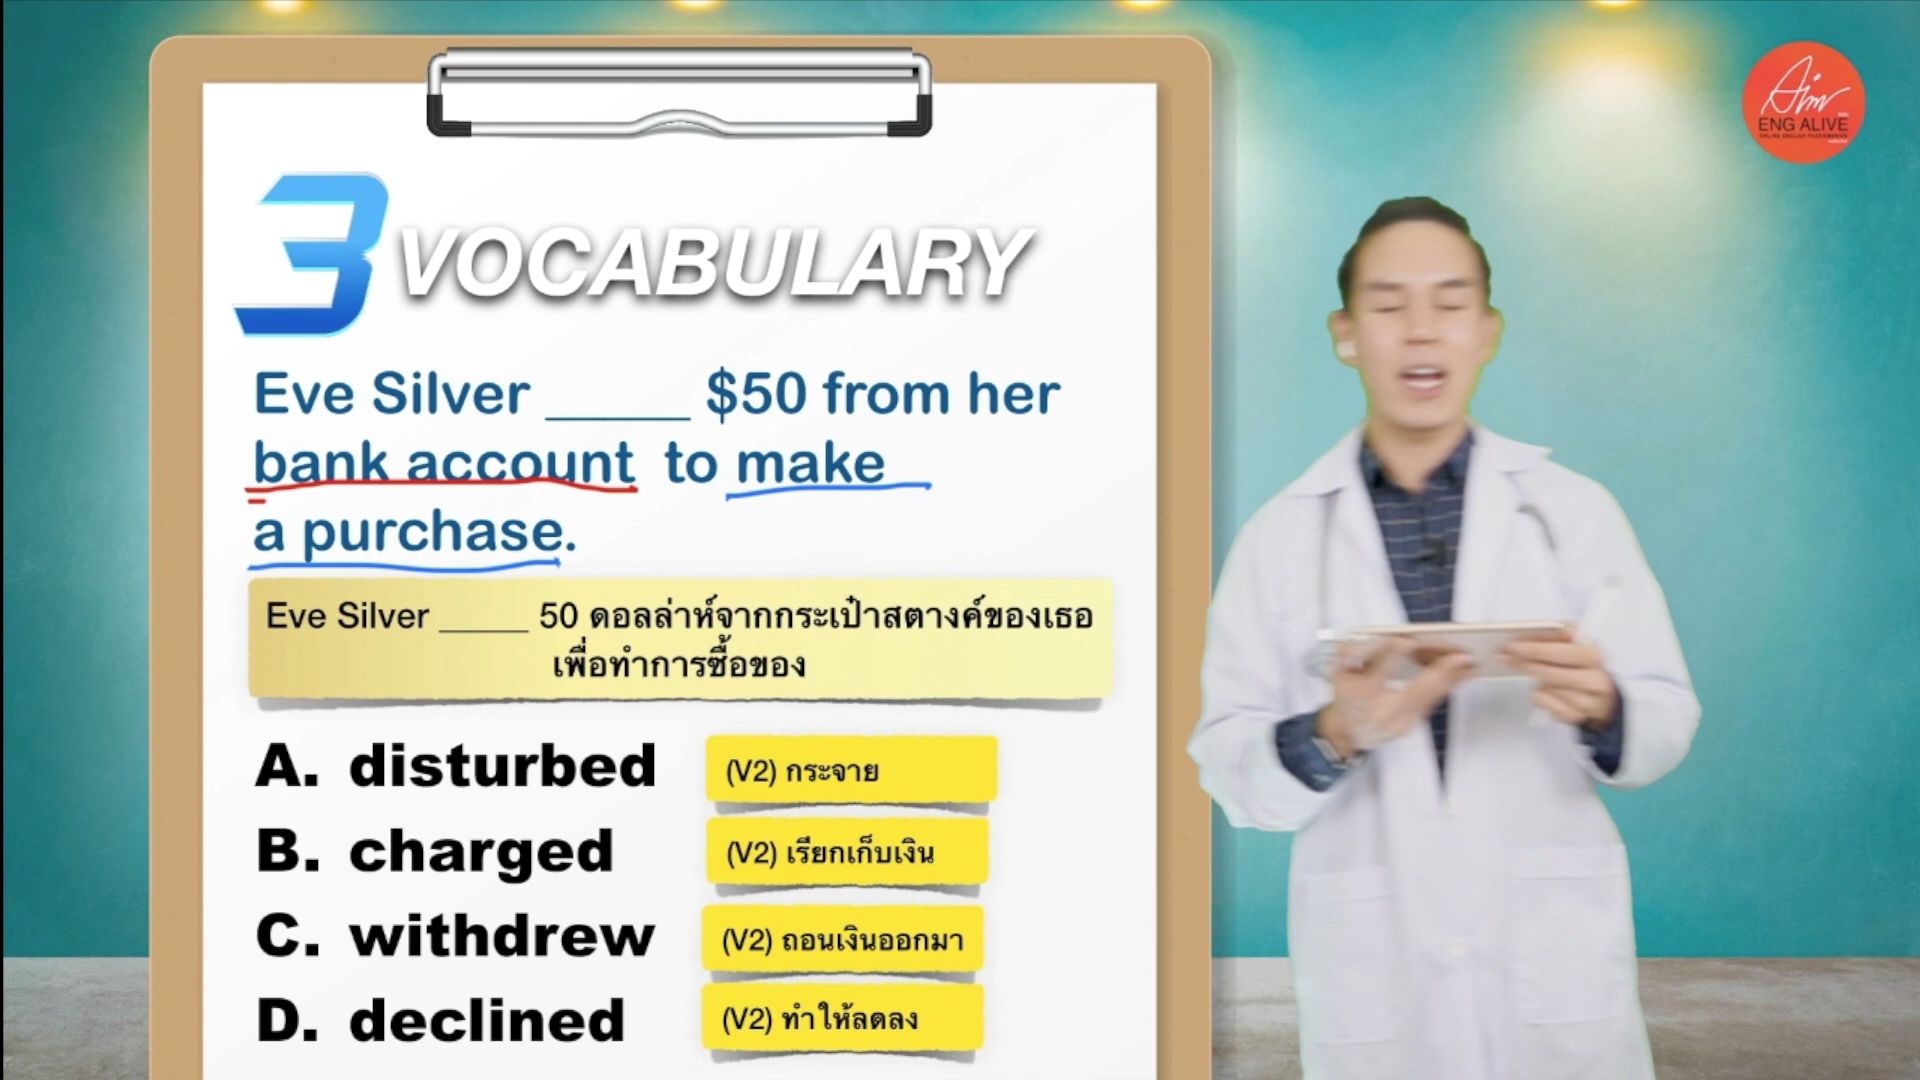 Aim
ENG ALIVE
3 VOCABULARY
Eve Silver _____ $50 from her
bank account to make
a purchase.
Eve Silver _____ 50 ดอลล่าห์จากกระเป๋าสตางค์ของเธอ
เพื่อทำการซื้อของ
A. disturbed (V2) กระจาย
B. charged (V2) เรียกเก็บเงิน
C. withdrew (V2) ถอนเงินออกมา
D. declined (V2) ทำให้ลดลง